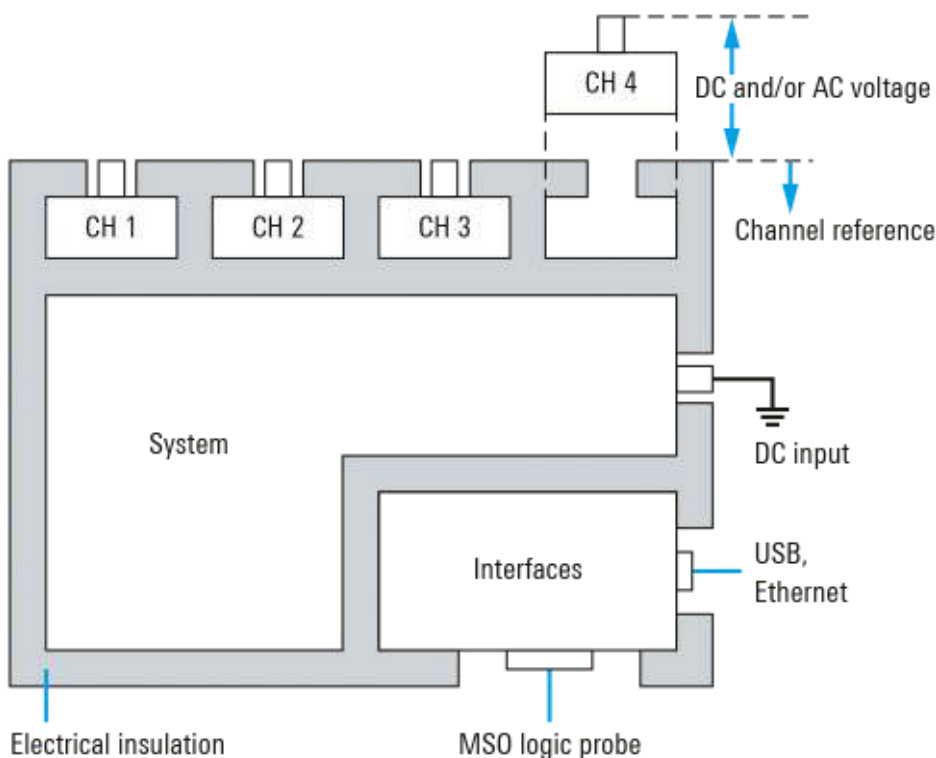 CH 4
DC and/or AC voltage
CH 1
CH 2
CH 3
Channel reference
System
DC input
Interfaces
USB,
Ethernet
Electrical insulation
MSO logic probe